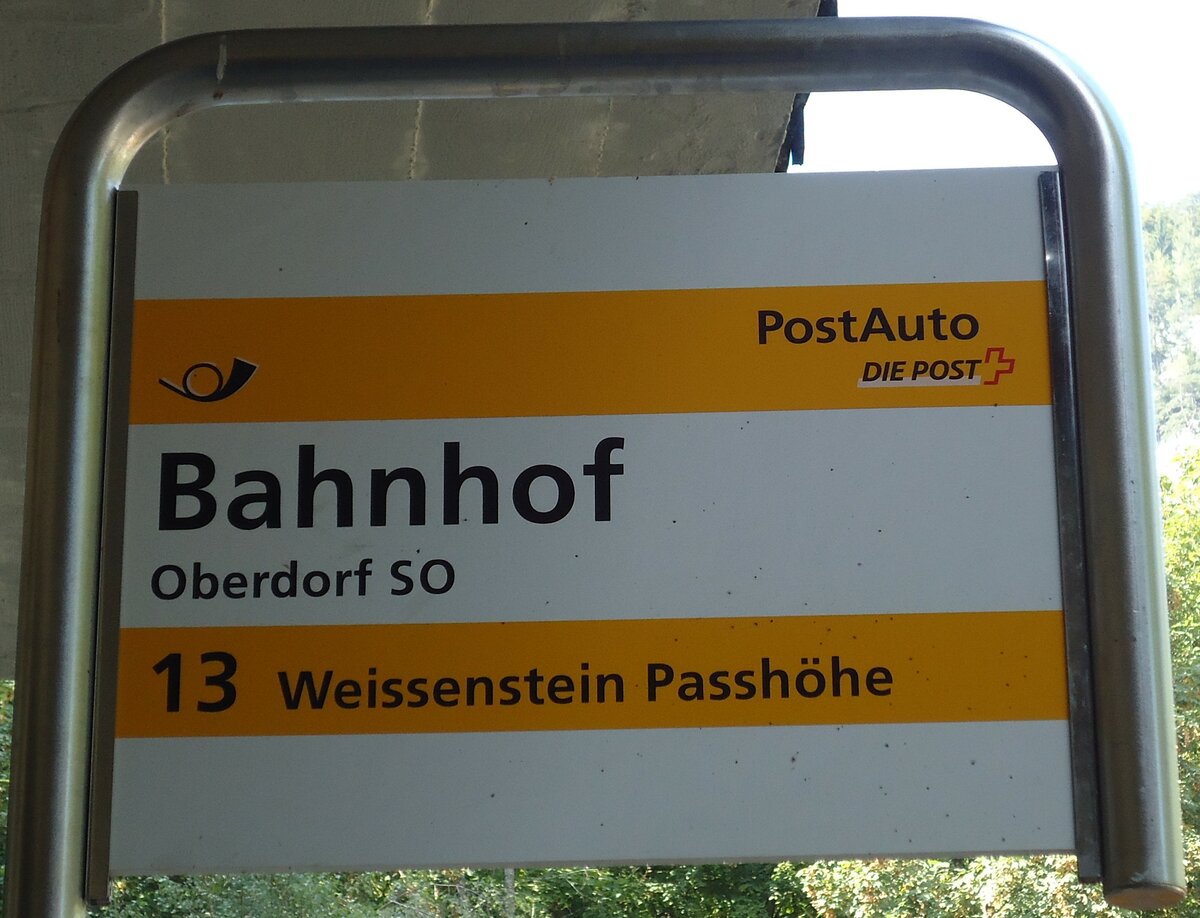 PostAuto
DIE POST
Bahnhof
Oberdorf SO
13 Weissenstein Passhöhe